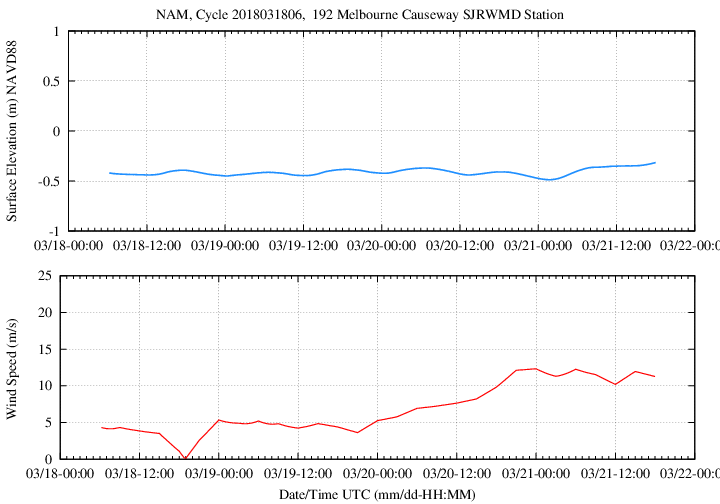 NAM, Cycle 2018031806,  192 Melbourne Causeway SJRWMD Station
Surface Elevation (m) NAVD88
1
0.5
0
-0.5
-1
03/18-00:00 03/18-12:00 03/19-00:00 03/19-12:00 03/20-00:00 03/20-12:00 03/21-00:00 03/21-12:00 03/22-00:0
Wind Speed (m/s)
25
20
15
10
5
0
03/18-00:00 03/18-12:00 03/19-00:00 03/19-12:00 03/20-00:00 03/20-12:00 03/21-00:00 03/21-12:00 03/22-00:0
Date/Time UTC (mm/dd-HH:MM)